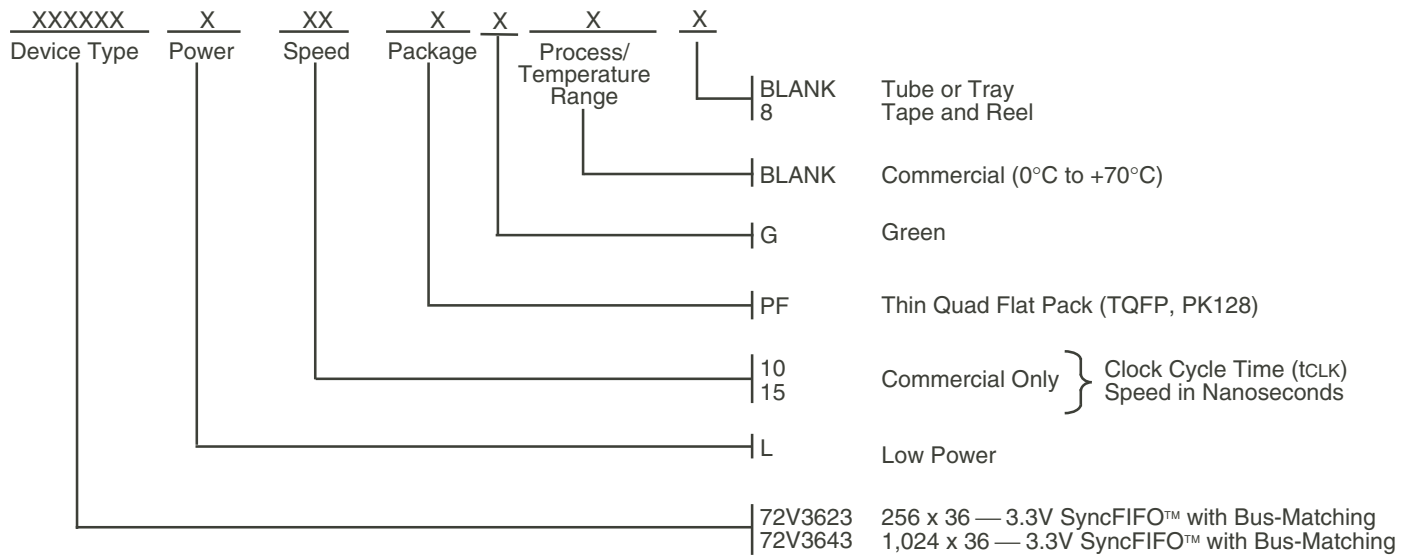 XXXXXX X XX X X X X
Device Type Power Speed Package Process/
Temperature
Range
BLANK Tube or Tray
8 Tape and Reel
BLANK Commercial (0°C to +70°C)
G Green
PF Thin Quad Flat Pack (TQFP, PK128)
10
15
Commercial Only
Clock Cycle Time (tCLK)
Speed in Nanoseconds
L Low Power
72V3623 256 x 36 — 3.3V SyncFIFO™ with Bus-Matching
72V3643 1,024 x 36 — 3.3V SyncFIFO™ with Bus-Matching